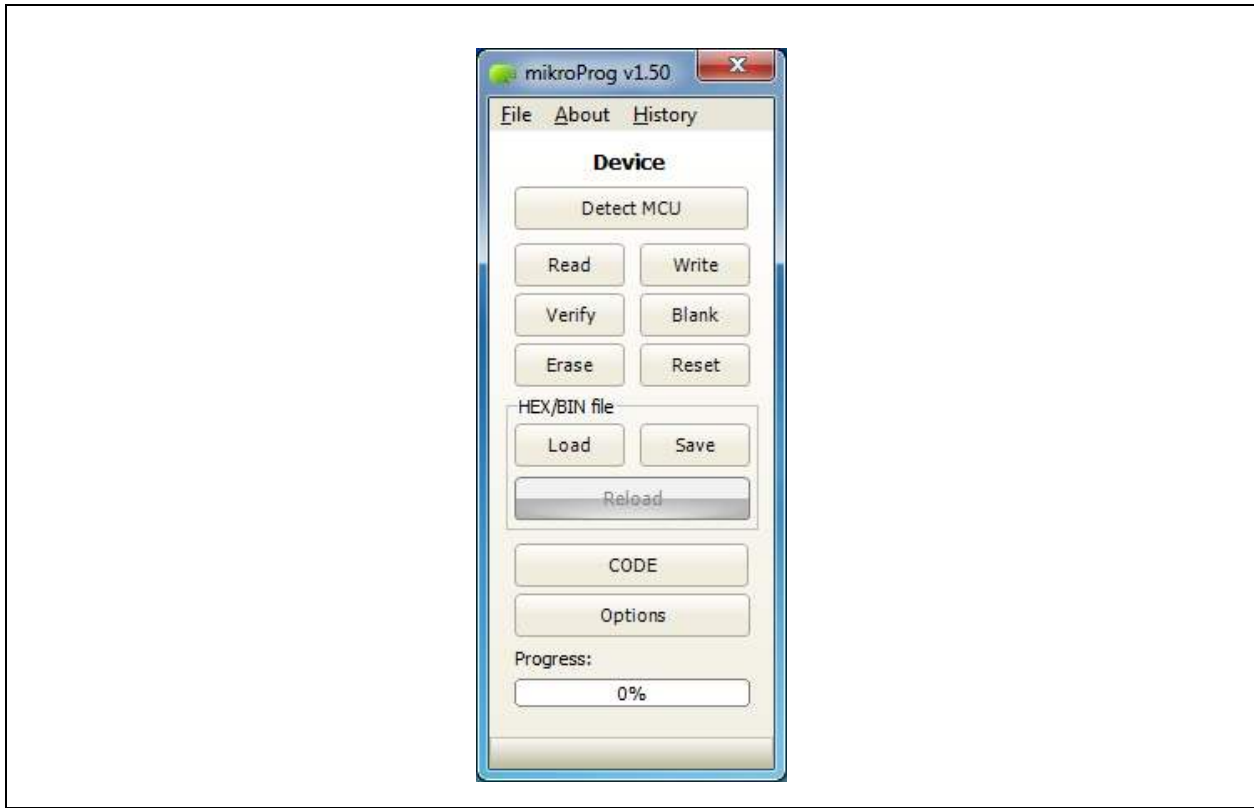 mikroProg v1.50
File About History
Device
Detect MCU
Read Write
Verify Blank
Erase Reset
HEX/BIN file
Load Save
Reload
CODE
Options
Progress:
0%